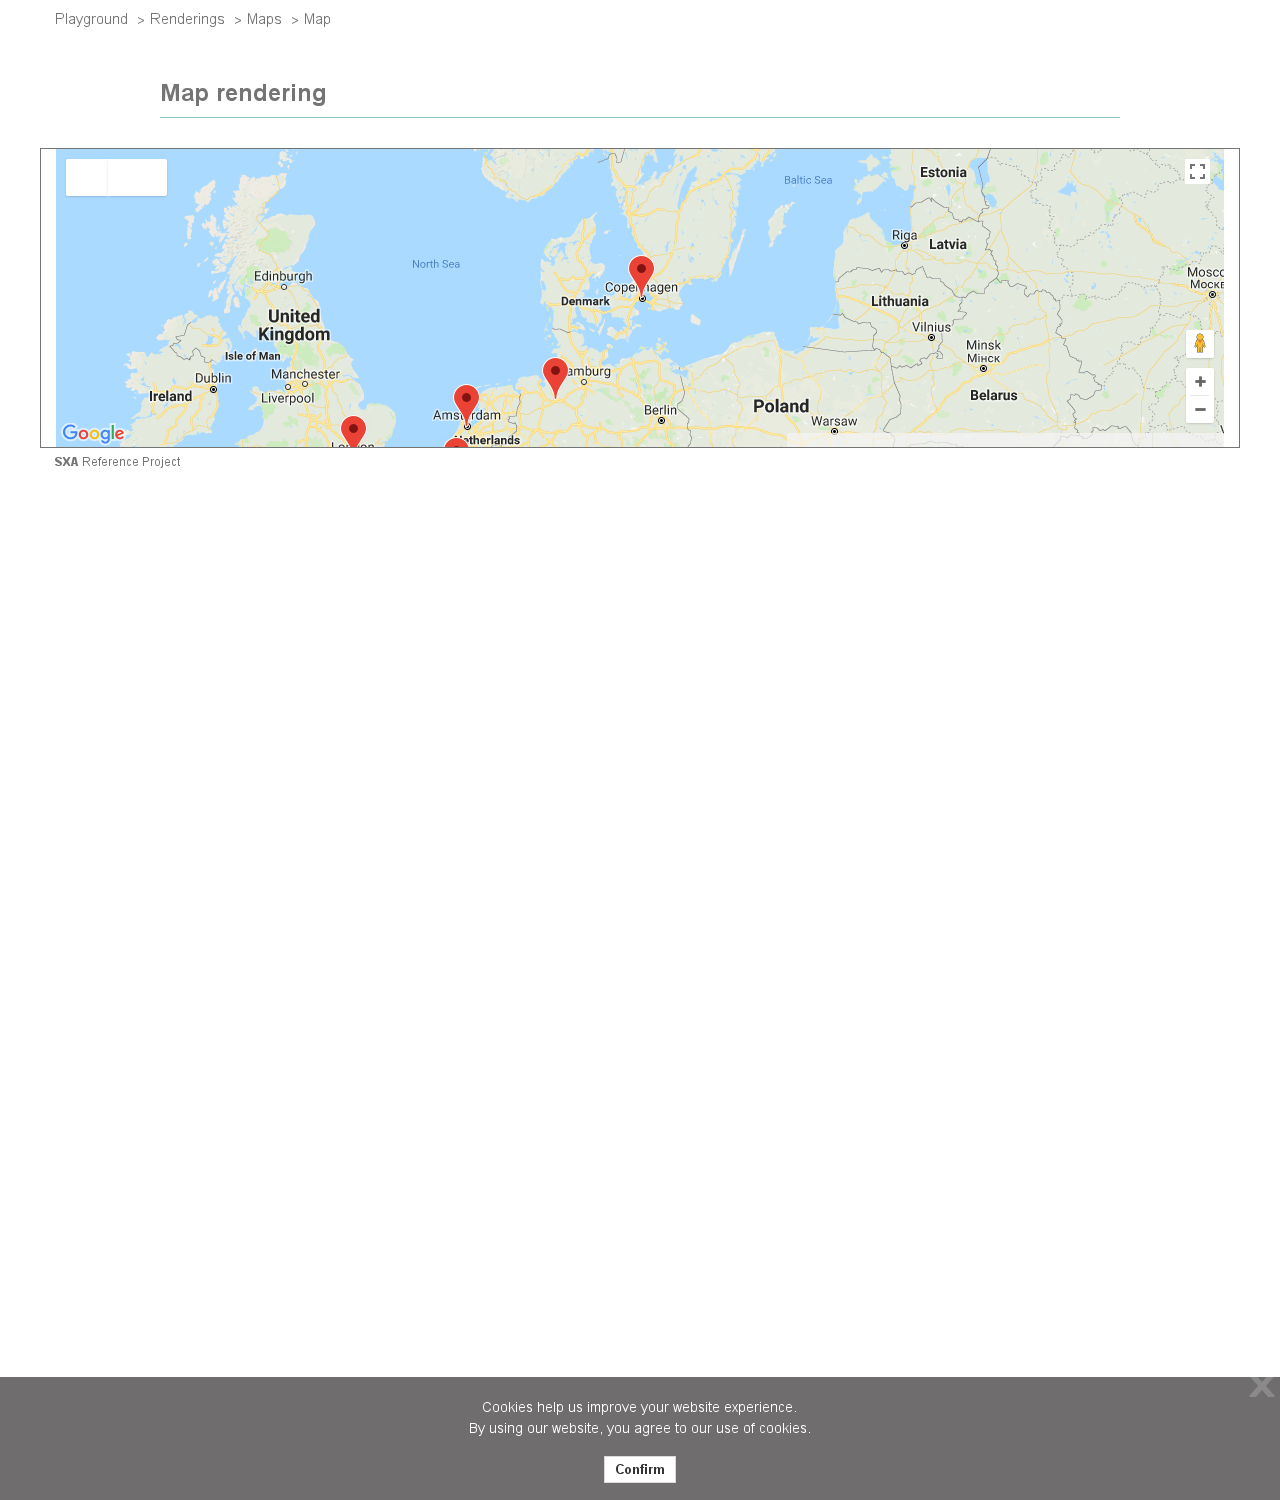 Playground > Renderings > Maps > Map
Map rendering
Estonia
Baltic Sea
Riga
Latvia
North Sea
Edinburgh
Moscc
Москв
Copenhagen
Denmark
Lithuania
United
Kingdom
Vilnius
Minsk
Мінск
Isle of Man
Manchester
Hamburg
Dublin
Ireland
Liverpool
Belarus
Berlin
Poland
Amsterdam
Warsaw
Netherlands
London
Google
SXA Reference Project
X
Cookies help us improve your website experience.
By using our website, you agree to our use of cookies.
Confirm